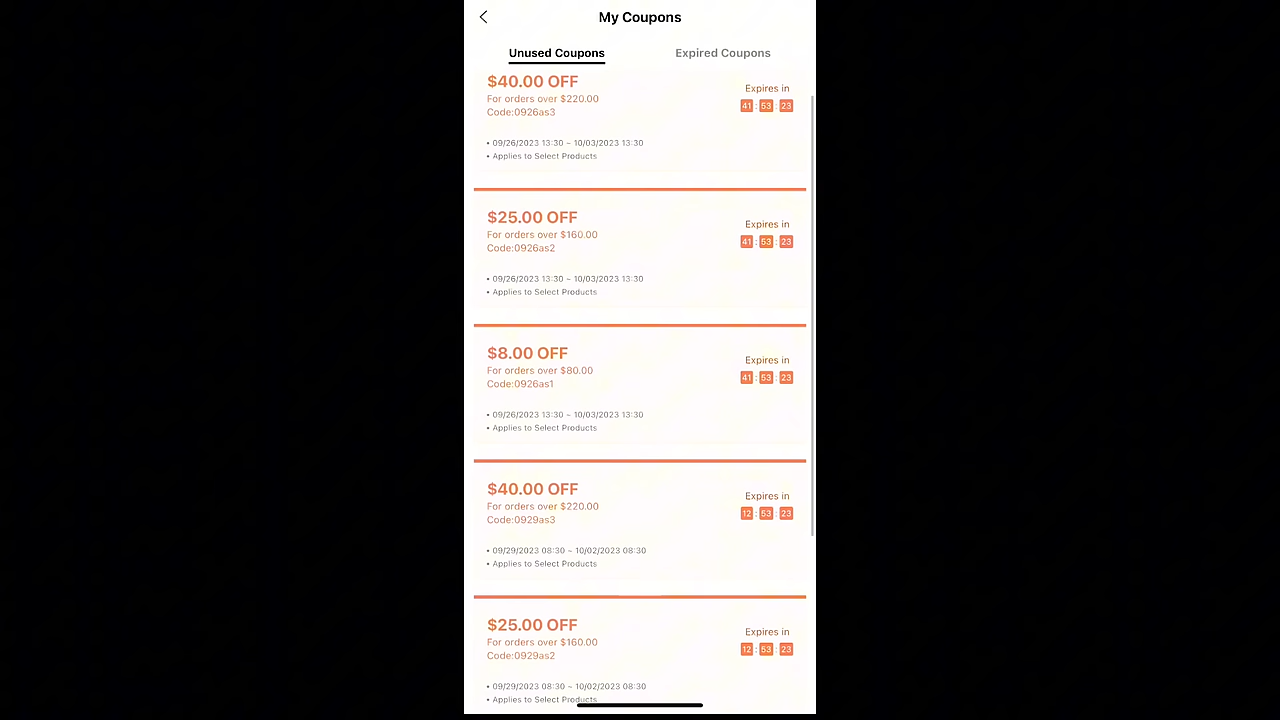 My Coupons
Unused Coupons
Expired Coupons
$40.00 OFF
For orders over $220.00
Code:0926as3
Expires in
41 : 53 : 23
• 09/26/2023 13:30 ~ 10/03/2023 13:30
• Applies to Select Products
$25.00 OFF
For orders over $160.00
Code:0926as2
Expires in
41 : 53 : 23
• 09/26/2023 13:30 ~ 10/03/2023 13:30
• Applies to Select Products
$8.00 OFF
For orders over $80.00
Code:0926as1
Expires in
41 : 53 : 23
• 09/26/2023 13:30 ~ 10/03/2023 13:30
• Applies to Select Products
$40.00 OFF
For orders over $220.00
Code:0929as3
Expires in
12 : 53 : 23
• 09/29/2023 08:30 ~ 10/02/2023 08:30
• Applies to Select Products
$25.00 OFF
For orders over $160.00
Code:0929as2
Expires in
12 : 53 : 23
• 09/29/2023 08:30 ~ 10/02/2023 08:30
• Applies to Select Products